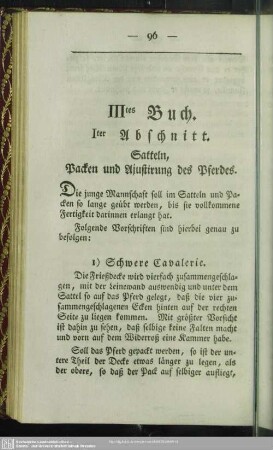 — 96 —
IIItes Buch.
Iter Abschnitt.
Satteln,
Packen und Ajustirung des Pferdes.
Die junge Mannschaft soll im Satteln und Pa-
cken so lange geübt werden, bis sie vollkommene
Fertigkeit darinnen erlangt hat.
Folgende Vorschriften sind hierbei genau zu
befolgen:
1) Schwere Cavalerie.
Die Frießdecke wird vierfach zusammengeschla-
gen, mit der Leinewand auswendig und unter dem
Sattel so auf das Pferd gelegt, daß die vier zu-
sammengeschlagenen Ecken hinten auf der rechten
Seite zu liegen kommen. Mit größter Vorsicht
ist dahin zu sehen, daß selbige keine Falten macht
und vorn auf dem Widerroß eine Kammer habe.
Soll das Pferd gepackt werden, so ist der un-
tere Theil der Decke etwas länger zu legen, als
der obere, so daß der Pack auf selbiger aufliegt,